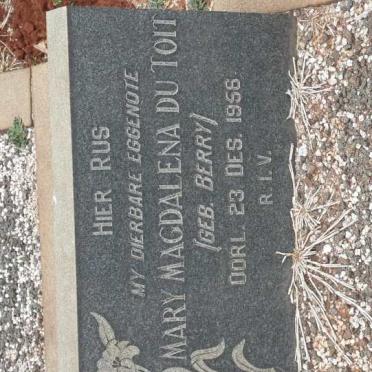 HIER RUS
MY DIERBARE EGGENOTE
MARY MAGDALENA DU TOIT
(GEB. BERRY)
OORL. 23 DES. 1956
R.I.V.